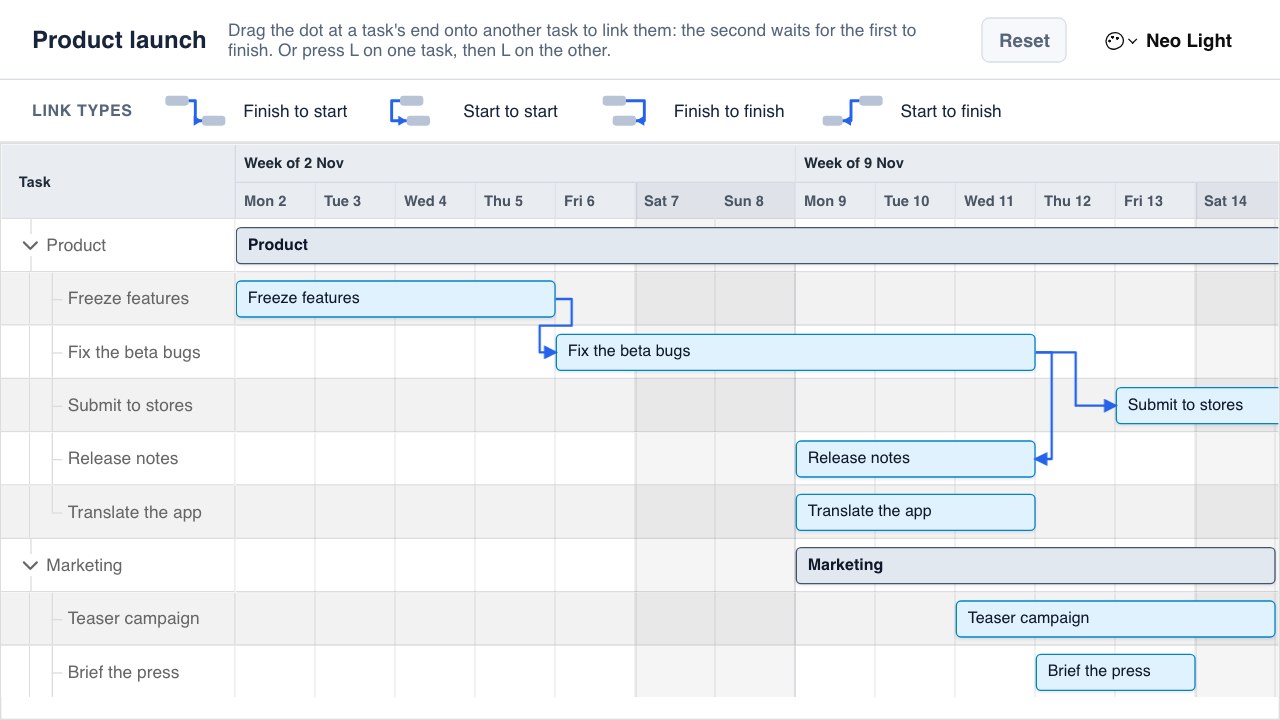 Product launch
Drag the dot at a task's end onto another task to link them: the second waits for the first to
finish. Or press L on one task, then L on the other.
Reset
Neo Light
LINK TYPES
Finish to start
Start to start
Finish to finish
Start to finish
Task
Week of 2 Nov
Week of 9 Nov
Mon 2
Tue 3
Wed 4
Thu 5
Fri 6
Sat 7
Sun 8
Mon 9
Tue 10
Wed 11
Thu 12
Fri 13
Sat 14
Product
Product
Freeze features
Freeze features
Fix the beta bugs
Fix the beta bugs
Submit to stores
Submit to stores
Release notes
Release notes
Translate the app
Translate the app
Marketing
Marketing
Teaser campaign
Teaser campaign
Brief the press
Brief the press